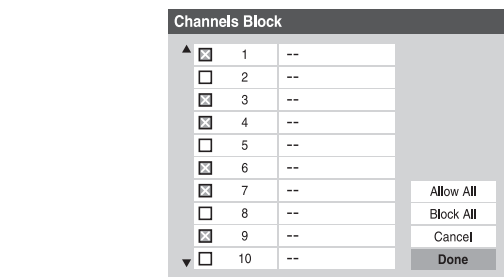 Channels Block
1 --
2 --
3 --
4 --
5 --
6 --
7 --
8 --
9 --
10 --
Allow All
Block All
Cancel
Done